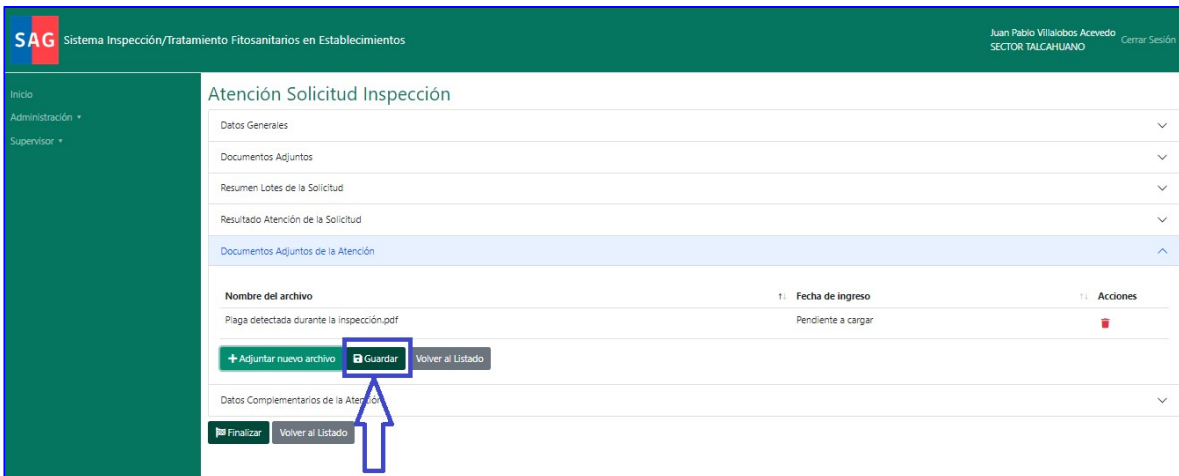 SAG
Sistema Inspección/Tratamiento Fitosanitarios en Establecimientos
Juan Pablo Villalobos Acevedo
SECTOR TALCAHUANO
Cerrar Sesión
Inicio
Administración
Supervisor
Atención Solicitud Inspección
Datos Generales
Documentos Adjuntos
Resumen Lotes de la Solicitud
Resultado Atención de la Solicitud
Documentos Adjuntos de la Atención
Nombre del archivo Fecha de ingreso Acciones
Plaga detectada durante la inspección.pdf Pendiente a cargar
+ Adjuntar nuevo archivo Guardar Volver al Listado
Datos Complementarios de la Atención
Finalizar Volver al Listado